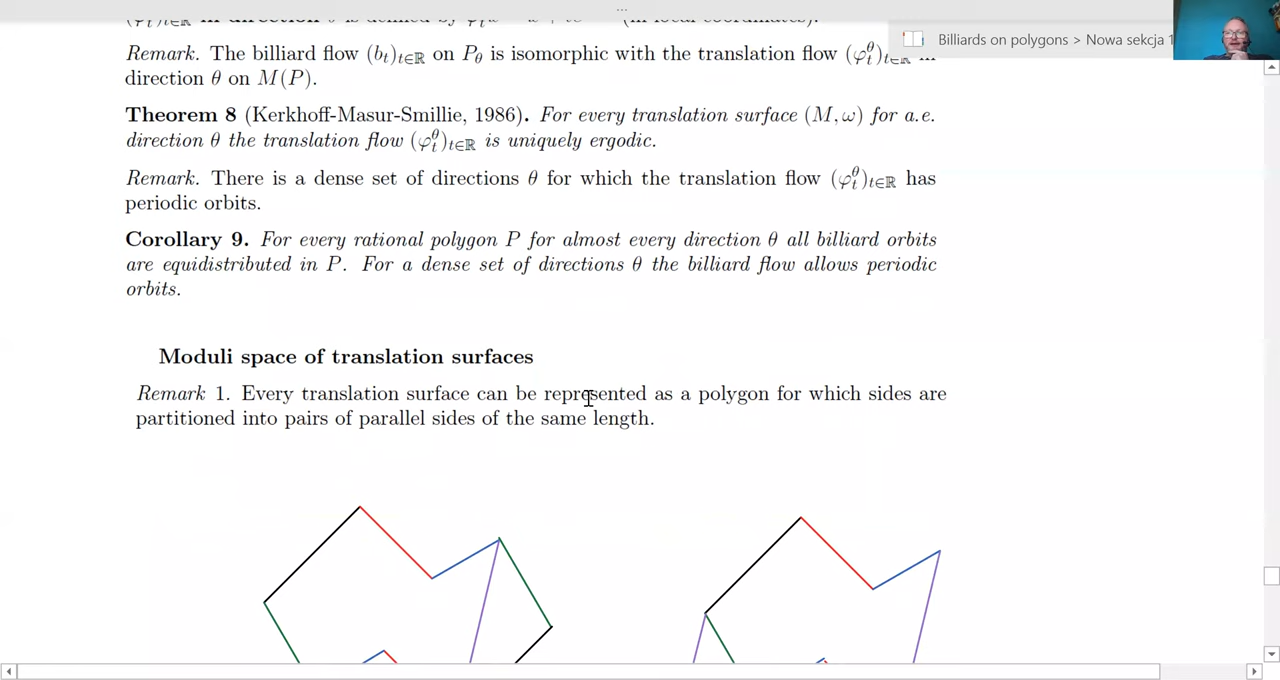 ...
Billiards on polygons > Nowa sekcja 1
Remark. The billiard flow (b_t)_{t∈ℝ} on P_θ is isomorphic with the translation flow (φ_t^θ)_{t∈ℝ} in
direction θ on M(P).
Theorem 8 (Kerkhoff-Masur-Smillie, 1986). For every translation surface (M, ω) for a.e.
direction θ the translation flow (φ_t^θ)_{t∈ℝ} is uniquely ergodic.
Remark. There is a dense set of directions θ for which the translation flow (φ_t^θ)_{t∈ℝ} has
periodic orbits.
Corollary 9. For every rational polygon P for almost every direction θ all billiard orbits
are equidistributed in P. For a dense set of directions θ the billiard flow allows periodic
orbits.
Moduli space of translation surfaces
Remark 1. Every translation surface can be represented as a polygon for which sides are
partitioned into pairs of parallel sides of the same length.